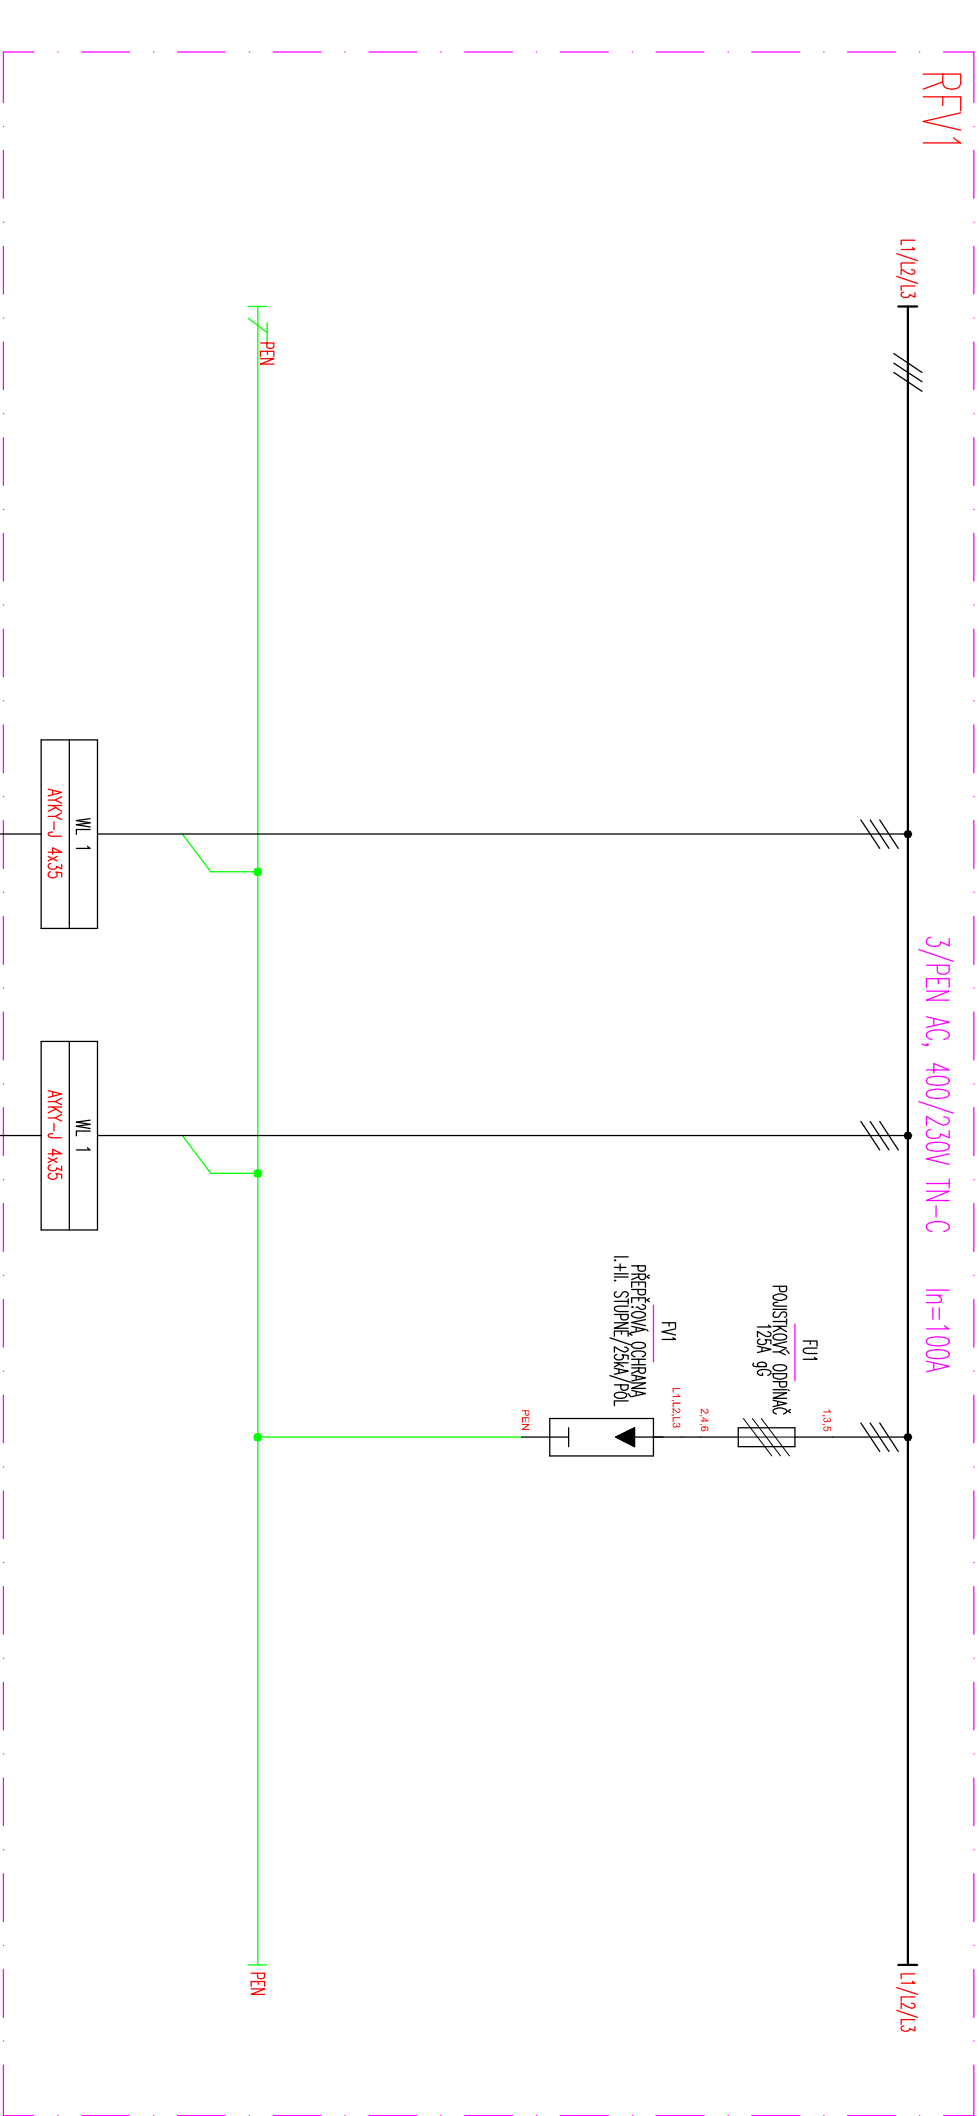 RFV1
3/PEN AC, 400/230V TN-C In=100A
L1/L2/L3
L1/L2/L3
1,3,5
FU1
POJISTKOVÝ ODPÍNAČ
125A gG
2,4,6
L1,L2,L3
FV1
PŘEPĚ?OVÁ OCHRANA
I.+II. STUPNĚ/25kA/PÓL
PEN
PEN
PEN
WL 1
AYKY-J 4x35
WL 1
AYKY-J 4x35